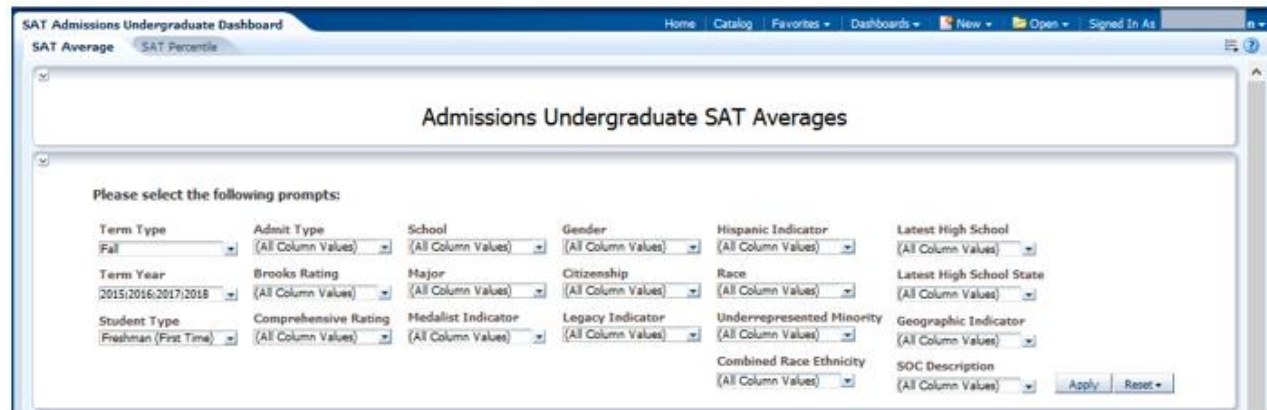 SAT Admissions Undergraduate Dashboard
Home Catalog Favorites Dashboards New Open Signed In As
SAT Average SAT Percentile
Admissions Undergraduate SAT Averages
Please select the following prompts:
Term Type Admit Type School Gender Hispanic Indicator Latest High School
Fall (All Column Values) (All Column Values) (All Column Values) (All Column Values) (All Column Values)
Term Year Brooks Rating Major Citizenship Race Latest High School State
2015;2016;2017;2018 (All Column Values) (All Column Values) (All Column Values) (All Column Values) (All Column Values)
Student Type Comprehensive Rating Medalist Indicator Legacy Indicator Underrepresented Minority Geographic Indicator
Freshman (First Time) (All Column Values) (All Column Values) (All Column Values) (All Column Values) (All Column Values)
Combined Race Ethnicity SOC Description
(All Column Values) (All Column Values) Apply Reset